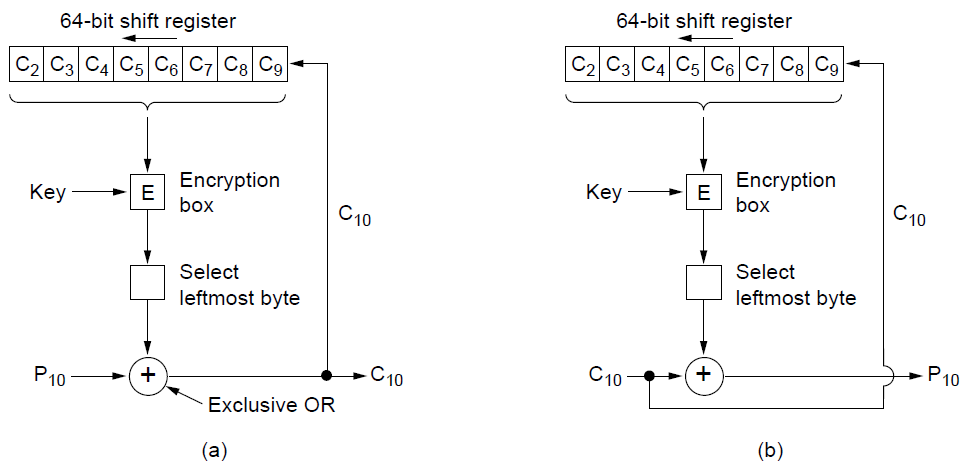 64-bit shift register
C2 C3 C4 C5 C6 C7 C8 C9
Key
E
Encryption
box
C10
Select
leftmost byte
P10
+
C10
Exclusive OR
(a)
64-bit shift register
C2 C3 C4 C5 C6 C7 C8 C9
Key
E
Encryption
box
C10
Select
leftmost byte
C10
+
P10
(b)